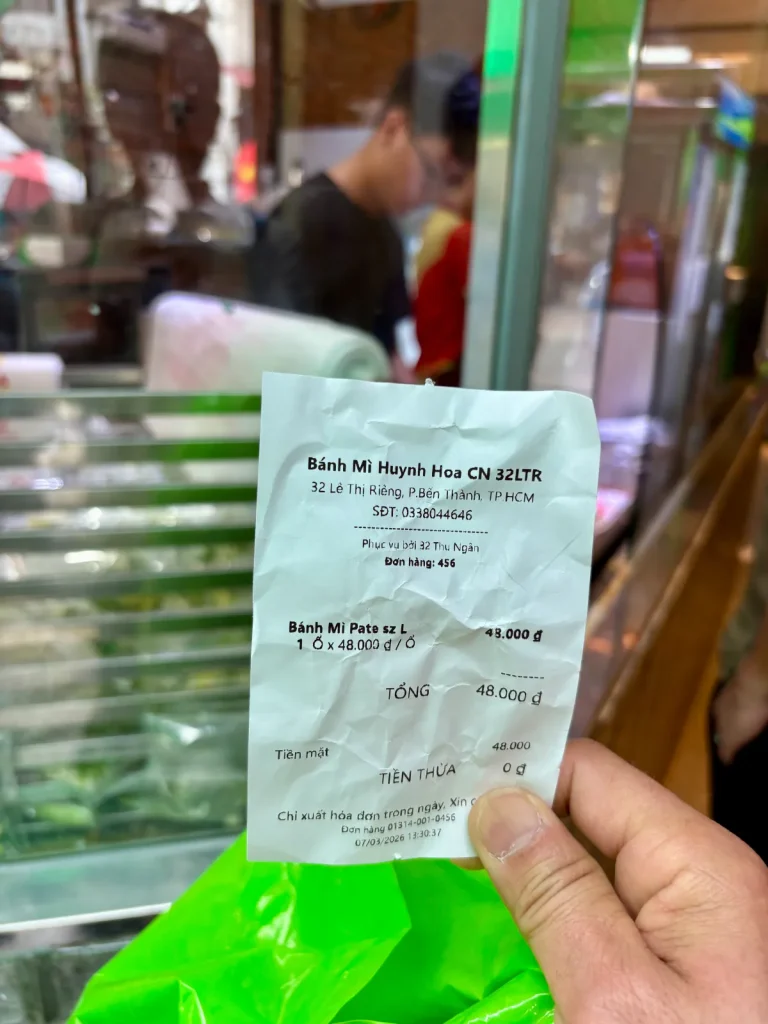 Bánh Mì Huynh Hoa CN 32LTR
32 Lê Thị Riêng, P.Bến Thành, TP HCM
SĐT: 0338044646
--------------------------------
Phục vụ bởi 32 Thu Ngân
Đơn hàng: 456
Bánh Mì Pate sz L 48.000 ₫
1 Ổ x 48.000 ₫ / Ổ
--------
TỔNG 48.000 ₫
Tiền mặt 48.000
TIỀN THỪA 0 ₫
Chỉ xuất hóa đơn trong ngày, Xin
Đơn hàng 01314-001-0456
07/03/2026 13:30:37